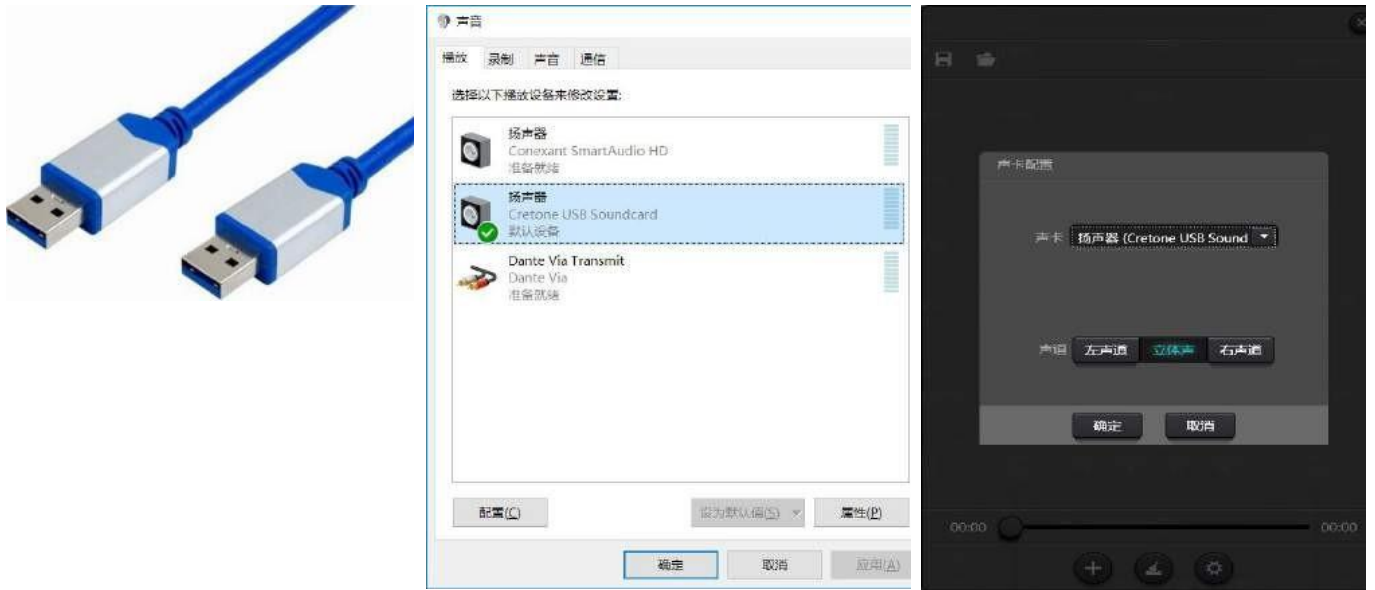 声音
播放 录制 声音 通信
选择以下播放设备来修改设置:
扬声器
Conexant SmartAudio HD
准备就绪
扬声器
Cretone USB Soundcard
默认设备
Dante Via Transmit
Dante Via
准备就绪
配置(C) 设为默认值(S) 属性(P)
确定 取消 应用(A)
声卡配置
声卡 扬声器 (Cretone USB Sound
声道 左声道 立体声 右声道
确定 取消
00:00 00:00